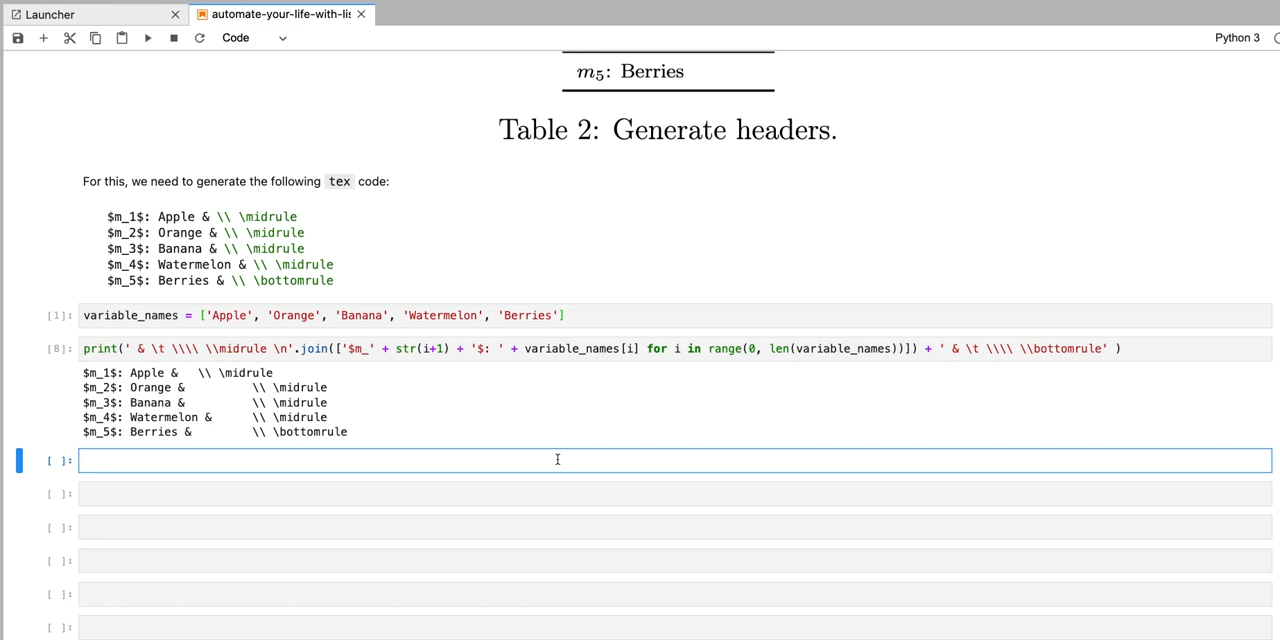 Launcher
automate-your-life-with-lis
Code
Python 3
m5: Berries
Table 2: Generate headers.
For this, we need to generate the following tex code:
$m_1$: Apple & \\ \midrule
$m_2$: Orange & \\ \midrule
$m_3$: Banana & \\ \midrule
$m_4$: Watermelon & \\ \midrule
$m_5$: Berries & \\ \bottomrule
[1]: variable_names = ['Apple', 'Orange', 'Banana', 'Watermelon', 'Berries']
[8]: print(' & \t \\\\ \\midrule \n'.join(['$m_' + str(i+1) + '$: ' + variable_names[i] for i in range(0, len(variable_names))]) + ' & \t \\\\ \\bottomrule' )
$m_1$: Apple & \\ \midrule
$m_2$: Orange & \\ \midrule
$m_3$: Banana & \\ \midrule
$m_4$: Watermelon & \\ \midrule
$m_5$: Berries & \\ \bottomrule
[ ]:
[ ]:
[ ]:
[ ]:
[ ]:
[ ]: